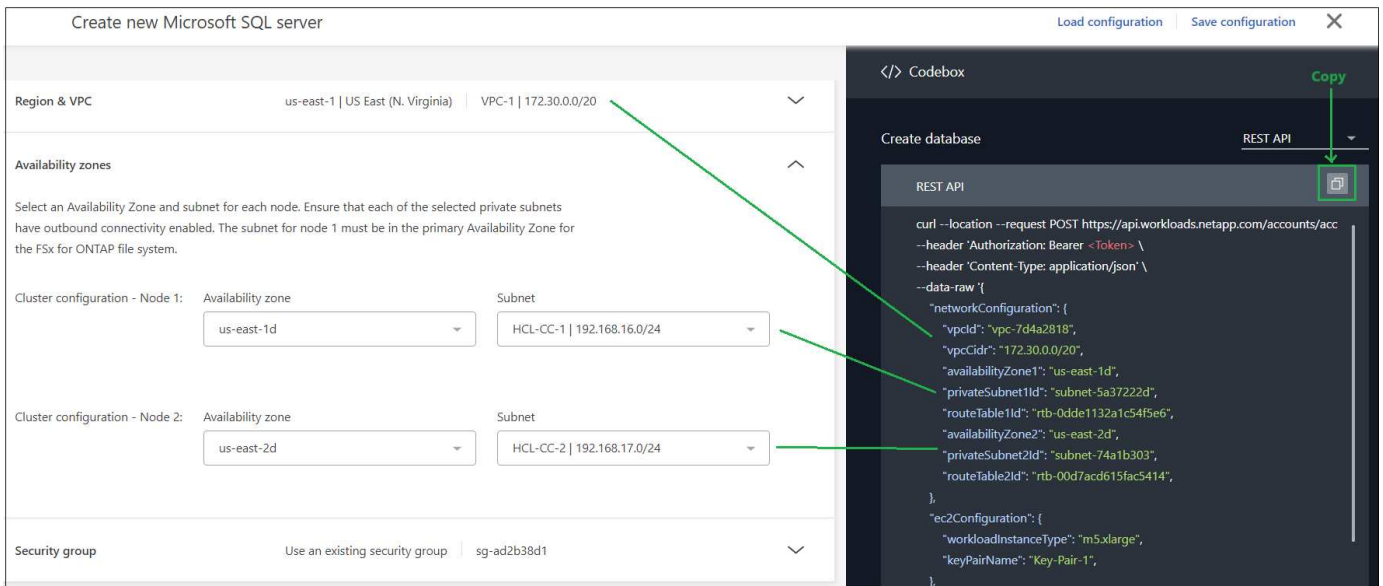 Create new Microsoft SQL server
Load configuration
Save configuration
Region & VPC
us-east-1 | US East (N. Virginia)
VPC-1 | 172.30.0.0/20
Availability zones
Select an Availability Zone and subnet for each node. Ensure that each of the selected private subnets
have outbound connectivity enabled. The subnet for node 1 must be in the primary Availability Zone for
the FSx for ONTAP file system.
Cluster configuration - Node 1:
Availability zone
Subnet
us-east-1d
HCL-CC-1 | 192.168.16.0/24
Cluster configuration - Node 2:
Availability zone
Subnet
us-east-2d
HCL-CC-2 | 192.168.17.0/24
Security group
Use an existing security group
sg-ad2b38d1
</> Codebox
Copy
Create database
REST API
REST API
curl --location --request POST https://api.workloads.netapp.com/accounts/acc
--header 'Authorization: Bearer <Token> \
--header 'Content-Type: application/json' \
--data-raw '{
"networkConfiguration": {
"vpcId": "vpc-7d4a2818",
"vpcCidr": "172.30.0.0/20",
"availabilityZone1": "us-east-1d",
"privateSubnet1Id": "subnet-5a37222d",
"routeTable1Id": "rtb-0dde1132a1c54f5e6",
"availabilityZone2": "us-east-2d",
"privateSubnet2Id": "subnet-74a1b303",
"routeTable2Id": "rtb-00d7acd615fac5414",
},
"ec2Configuration": {
"workloadInstanceType": "m5.xlarge",
"keyPairName": "Key-Pair-1",
},